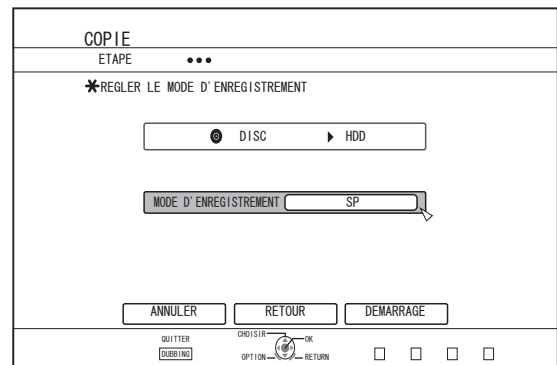 COPIE
ETAPE
REGLER LE MODE D'ENREGISTREMENT
DISC HDD
MODE D'ENREGISTREMENT SP
ANNULER RETOUR DEMARRAGE
QUITTER CHOISIR OK
DUBBING OPTION RETURN